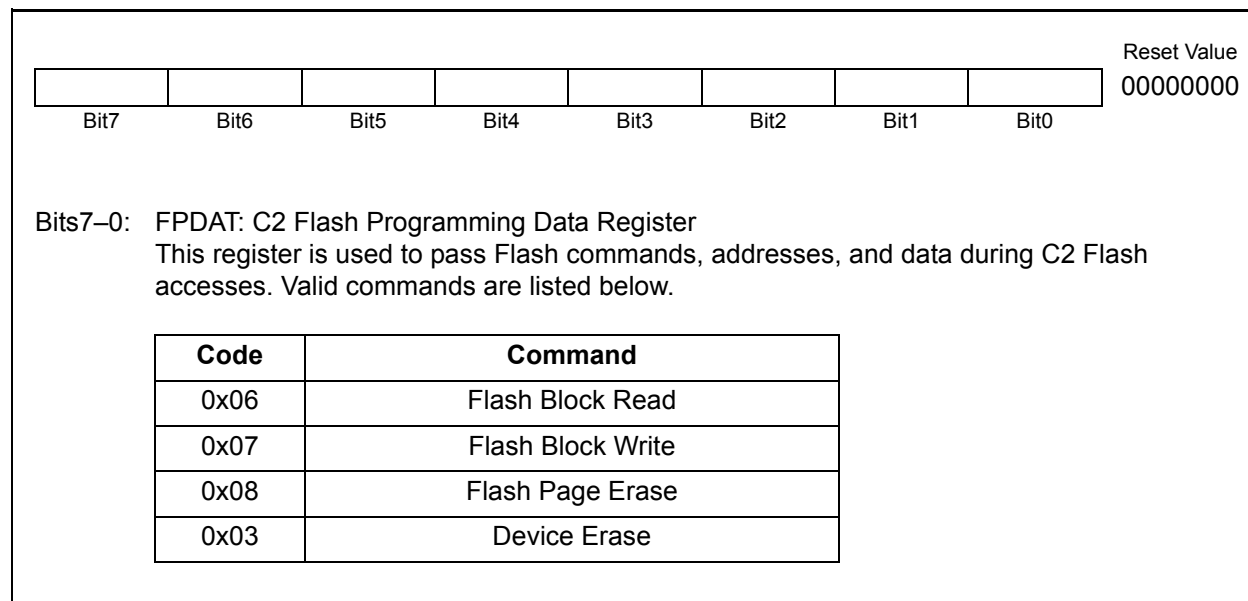 Reset Value
00000000
Bit7 Bit6 Bit5 Bit4 Bit3 Bit2 Bit1 Bit0
Bits7–0: FPDAT: C2 Flash Programming Data Register
This register is used to pass Flash commands, addresses, and data during C2 Flash
accesses. Valid commands are listed below.
Code Command
0x06 Flash Block Read
0x07 Flash Block Write
0x08 Flash Page Erase
0x03 Device Erase